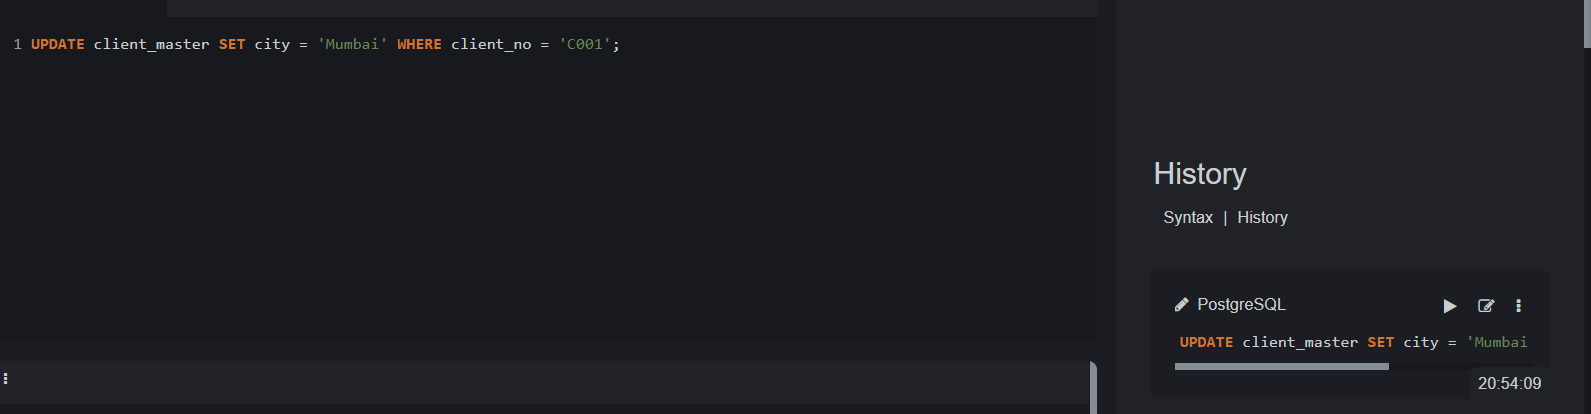 1 UPDATE client_master SET city = 'Mumbai' WHERE client_no = 'C001';
History
Syntax | History
PostgreSQL
UPDATE client_master SET city = 'Mumbai
20:54:09